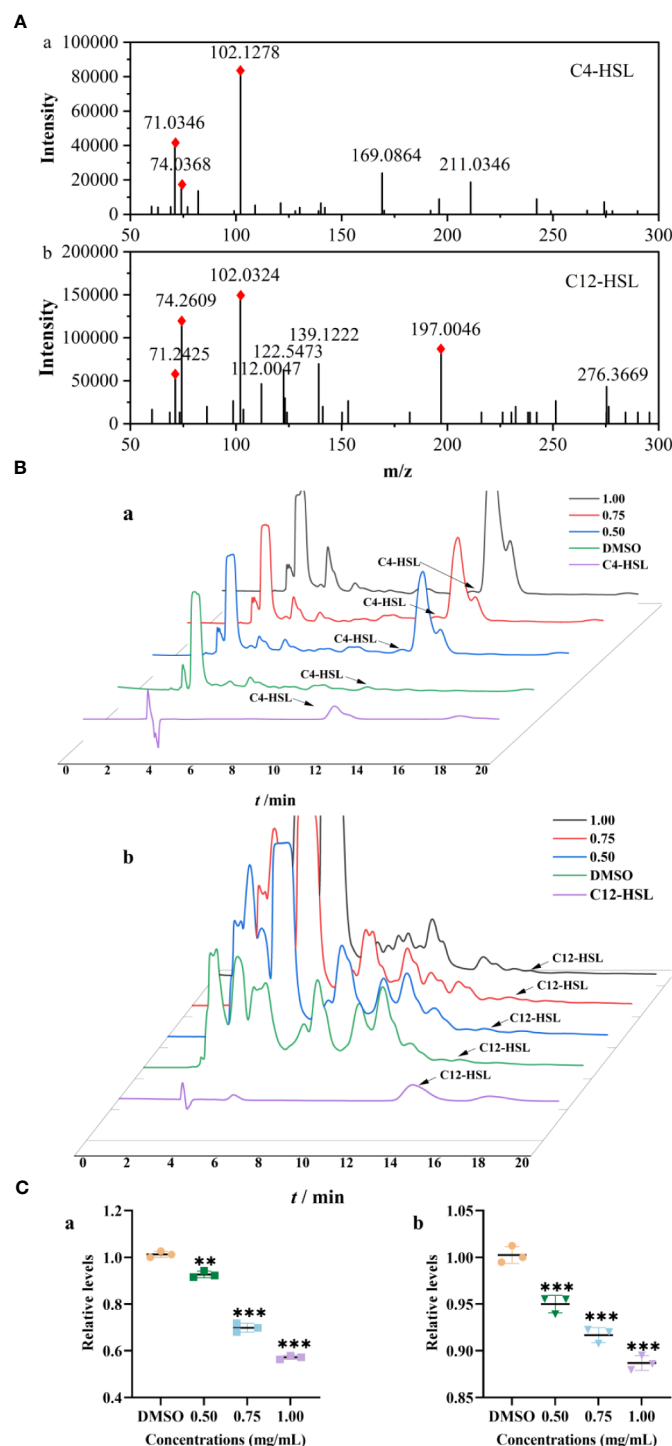 A
a
C4-HSL
102.1278
71.0346
74.0368
169.0864
211.0346
Intensity
100000
80000
60000
40000
20000
0
50 100 150 200 250 300
b
C12-HSL
102.0324
74.2609
71.2425
112.0047
122.5473
139.1222
197.0046
276.3669
Intensity
200000
150000
100000
50000
0
50 100 150 200 250 300
m/z
B
a
1.00
0.75
0.50
DMSO
C4-HSL
C4-HSL
C4-HSL
C4-HSL
C4-HSL
C4-HSL
0 2 4 6 8 10 12 14 16 18 20
t /min
b
1.00
0.75
0.50
DMSO
C12-HSL
C12-HSL
C12-HSL
C12-HSL
C12-HSL
C12-HSL
0 2 4 6 8 10 12 14 16 18 20
t / min
C
a
Relative levels
1.2
1.0
0.8
0.6
0.4
**
***
***
DMSO 0.50 0.75 1.00
Concentrations (mg/mL)
b
Relative levels
1.05
1.00
0.95
0.90
0.85
***
***
***
DMSO 0.50 0.75 1.00
Concentrations (mg/mL)